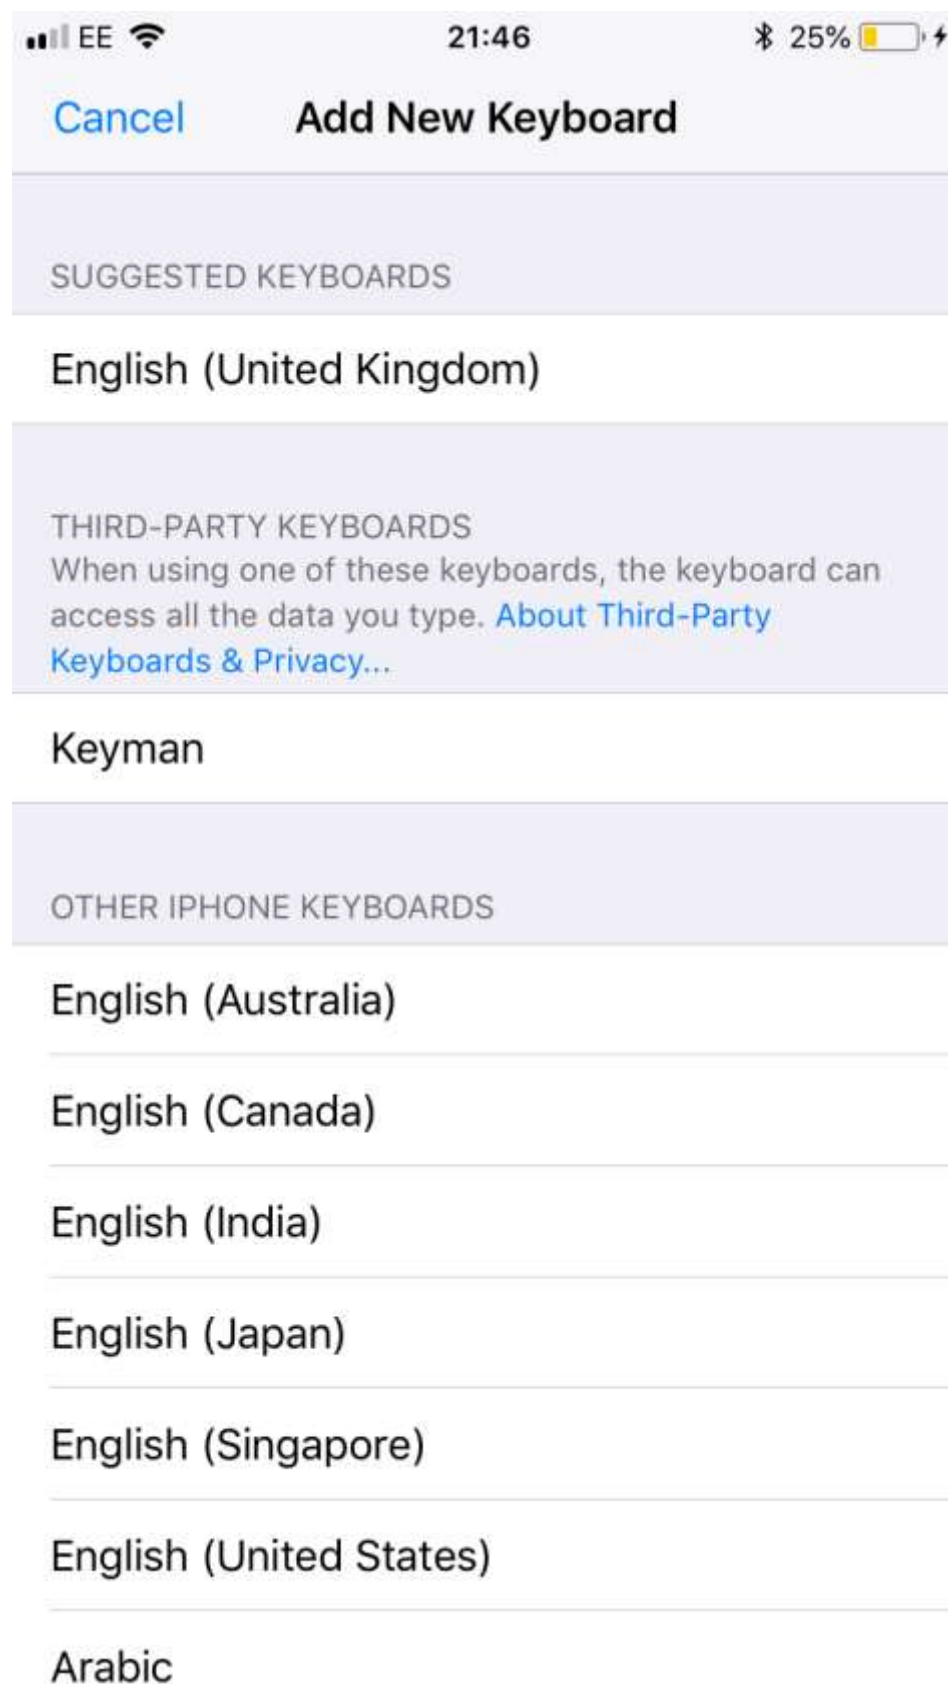 EE 21:46 25%
Cancel Add New Keyboard
SUGGESTED KEYBOARDS
English (United Kingdom)
THIRD-PARTY KEYBOARDS
When using one of these keyboards, the keyboard can
access all the data you type. About Third-Party
Keyboards & Privacy...
Keyman
OTHER IPHONE KEYBOARDS
English (Australia)
English (Canada)
English (India)
English (Japan)
English (Singapore)
English (United States)
Arabic